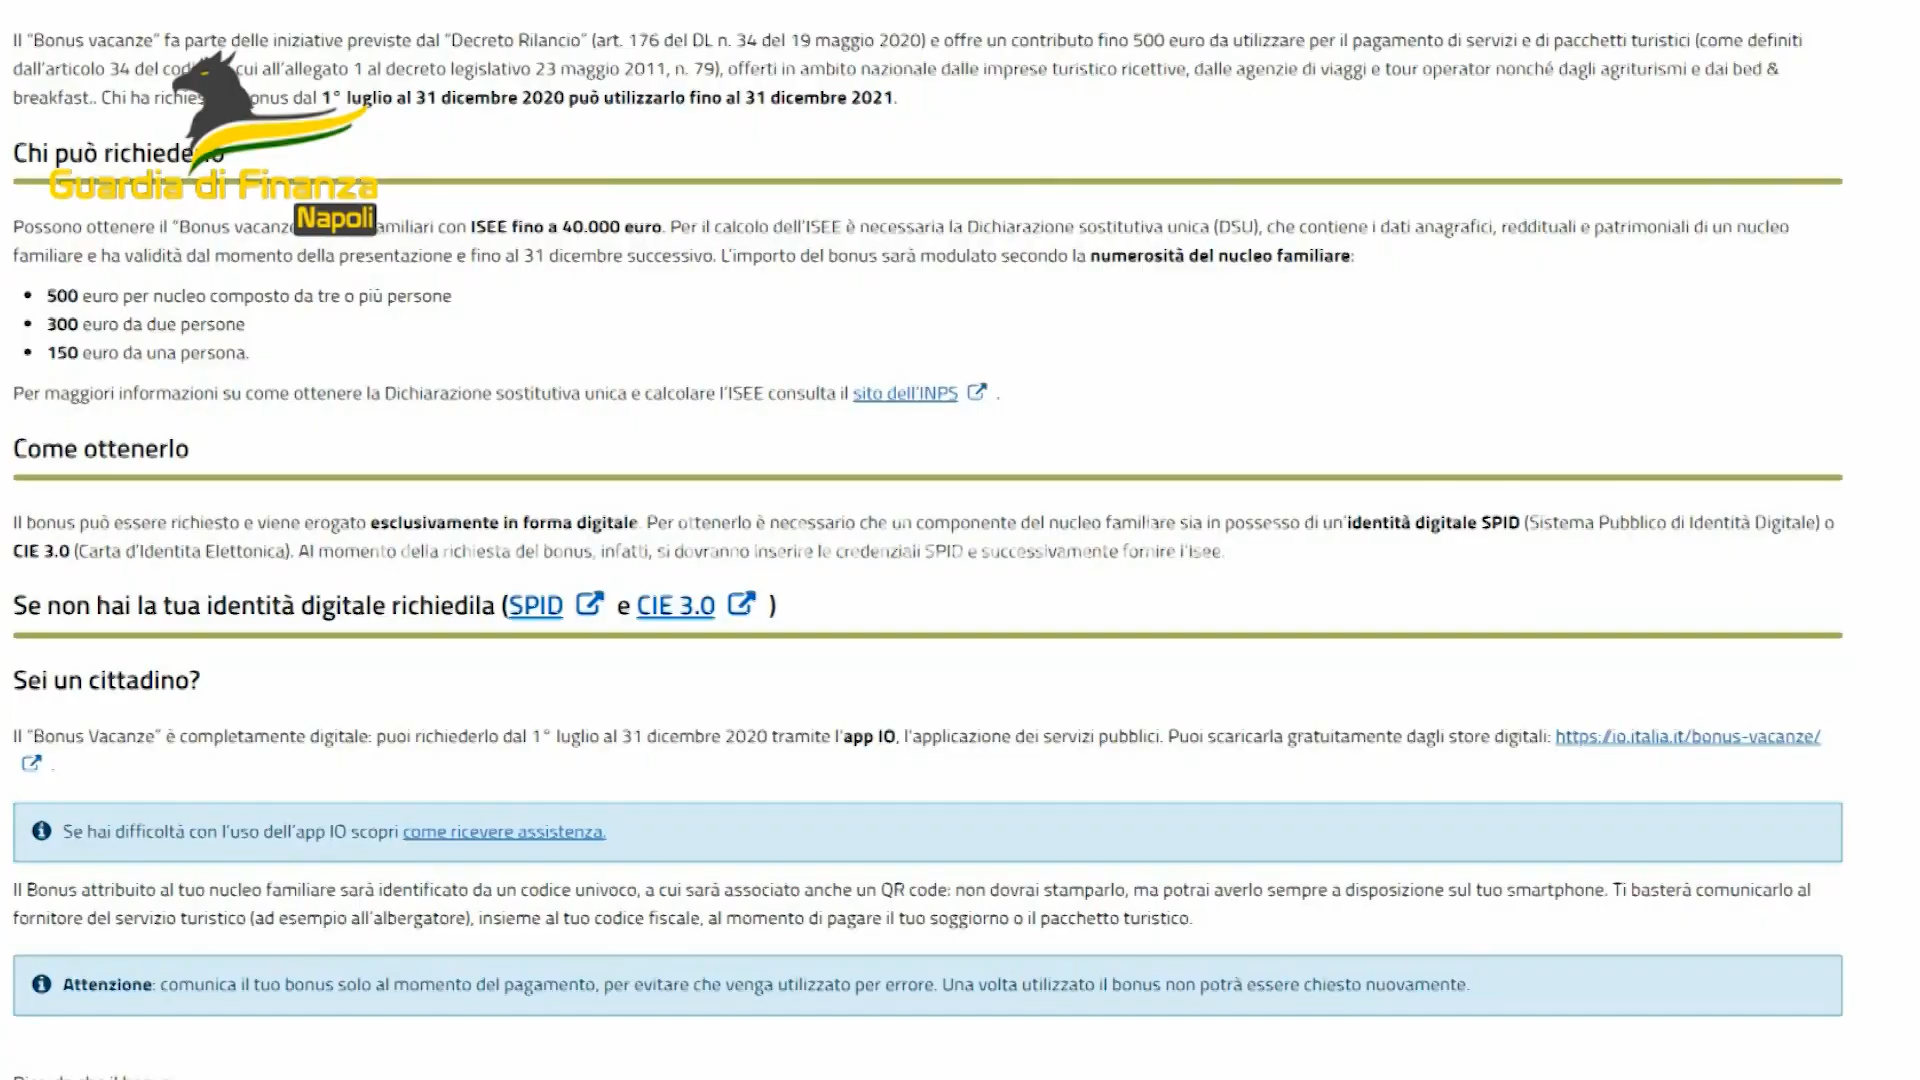 Il "Bonus vacanze" fa parte delle iniziative previste dal "Decreto Rilancio" (art. 176 del DL n. 34 del 19 maggio 2020) e offre un contributo fino 500 euro da utilizzare per il pagamento di servizi e di pacchetti turistici (come definiti
dall'articolo 34 del cui all'allegato 1 al decreto legislativo 23 maggio 2011, n. 79), offerti in ambito nazionale dalle imprese turistico ricettive, dalle agenzie di viaggi e tour operator nonché dagli agriturismi e dai bed &
breakfast.. Chi ha bonus dal 1° luglio al 31 dicembre 2020 può utilizzarlo fino al 31 dicembre 2021.
Chi può richiederlo
Guardia di Finanza
Napoli
Possono ottenere il "Bonus familiari con ISEE fino a 40.000 euro. Per il calcolo dell'ISEE è necessaria la Dichiarazione sostitutiva unica (DSU), che contiene i dati anagrafici, reddituali e patrimoniali di un nucleo
familiare e ha validità dal momento della presentazione e fino al 31 dicembre successivo. L'importo del bonus sarà modulato secondo la numerosità del nucleo familiare:
• 500 euro per nucleo composto da tre o più persone
• 300 euro da due persone
• 150 euro da una persona.
Per maggiori informazioni su come ottenere la Dichiarazione sostitutiva unica e calcolare l'ISEE consulta il sito dell'INPS .
Come ottenerlo
Il bonus può essere richiesto e viene erogato esclusivamente in forma digitale. Per ottenerlo è necessario che un componente del nucleo familiare sia in possesso di un'identità digitale SPID (Sistema Pubblico di Identità Digitale) o
CIE 3.0 (Carta d'Identita Elettonica). Al momento della richiesta del bonus, infatti, si dovranno inserire le credenziali SPID e successivamente fornire l'Isee.
Se non hai la tua identità digitale richiedila (SPID e CIE 3.0 )
Sei un cittadino?
Il "Bonus Vacanze" è completamente digitale: puoi richiederlo dal 1° luglio al 31 dicembre 2020 tramite l'app IO, l'applicazione dei servizi pubblici. Puoi scaricarla gratuitamente dagli store digitali: https://io.italia.it/bonus-vacanze/
.
Se hai difficoltà con l'uso dell'app IO scopri come ricevere assistenza.
Il Bonus attribuito al tuo nucleo familiare sarà identificato da un codice univoco, a cui sarà associato anche un QR code: non dovrai stamparlo, ma potrai averlo sempre a disposizione sul tuo smartphone. Ti basterà comunicarlo al
fornitore del servizio turistico (ad esempio all'albergatore), insieme al tuo codice fiscale, al momento di pagare il tuo soggiorno o il pacchetto turistico.
Attenzione: comunica il tuo bonus solo al momento del pagamento, per evitare che venga utilizzato per errore. Una volta utilizzato il bonus non potrà essere chiesto nuovamente.